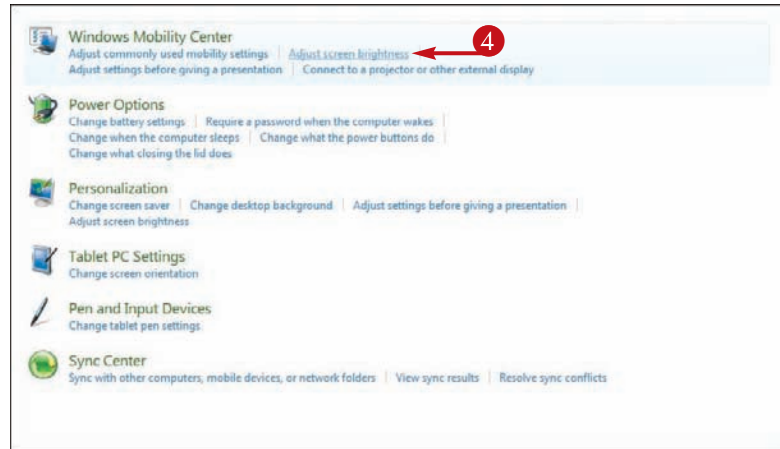 Windows Mobility Center
Adjust commonly used mobility settings | Adjust screen brightness 4
Adjust settings before giving a presentation | Connect to a projector or other external display
Power Options
Change battery settings | Require a password when the computer wakes |
Change when the computer sleeps | Change what the power buttons do |
Change what closing the lid does
Personalization
Change screen saver | Change desktop background | Adjust settings before giving a presentation |
Adjust screen brightness
Tablet PC Settings
Change screen orientation
Pen and Input Devices
Change tablet pen settings
Sync Center
Sync with other computers, mobile devices, or network folders | View sync results | Resolve sync conflicts